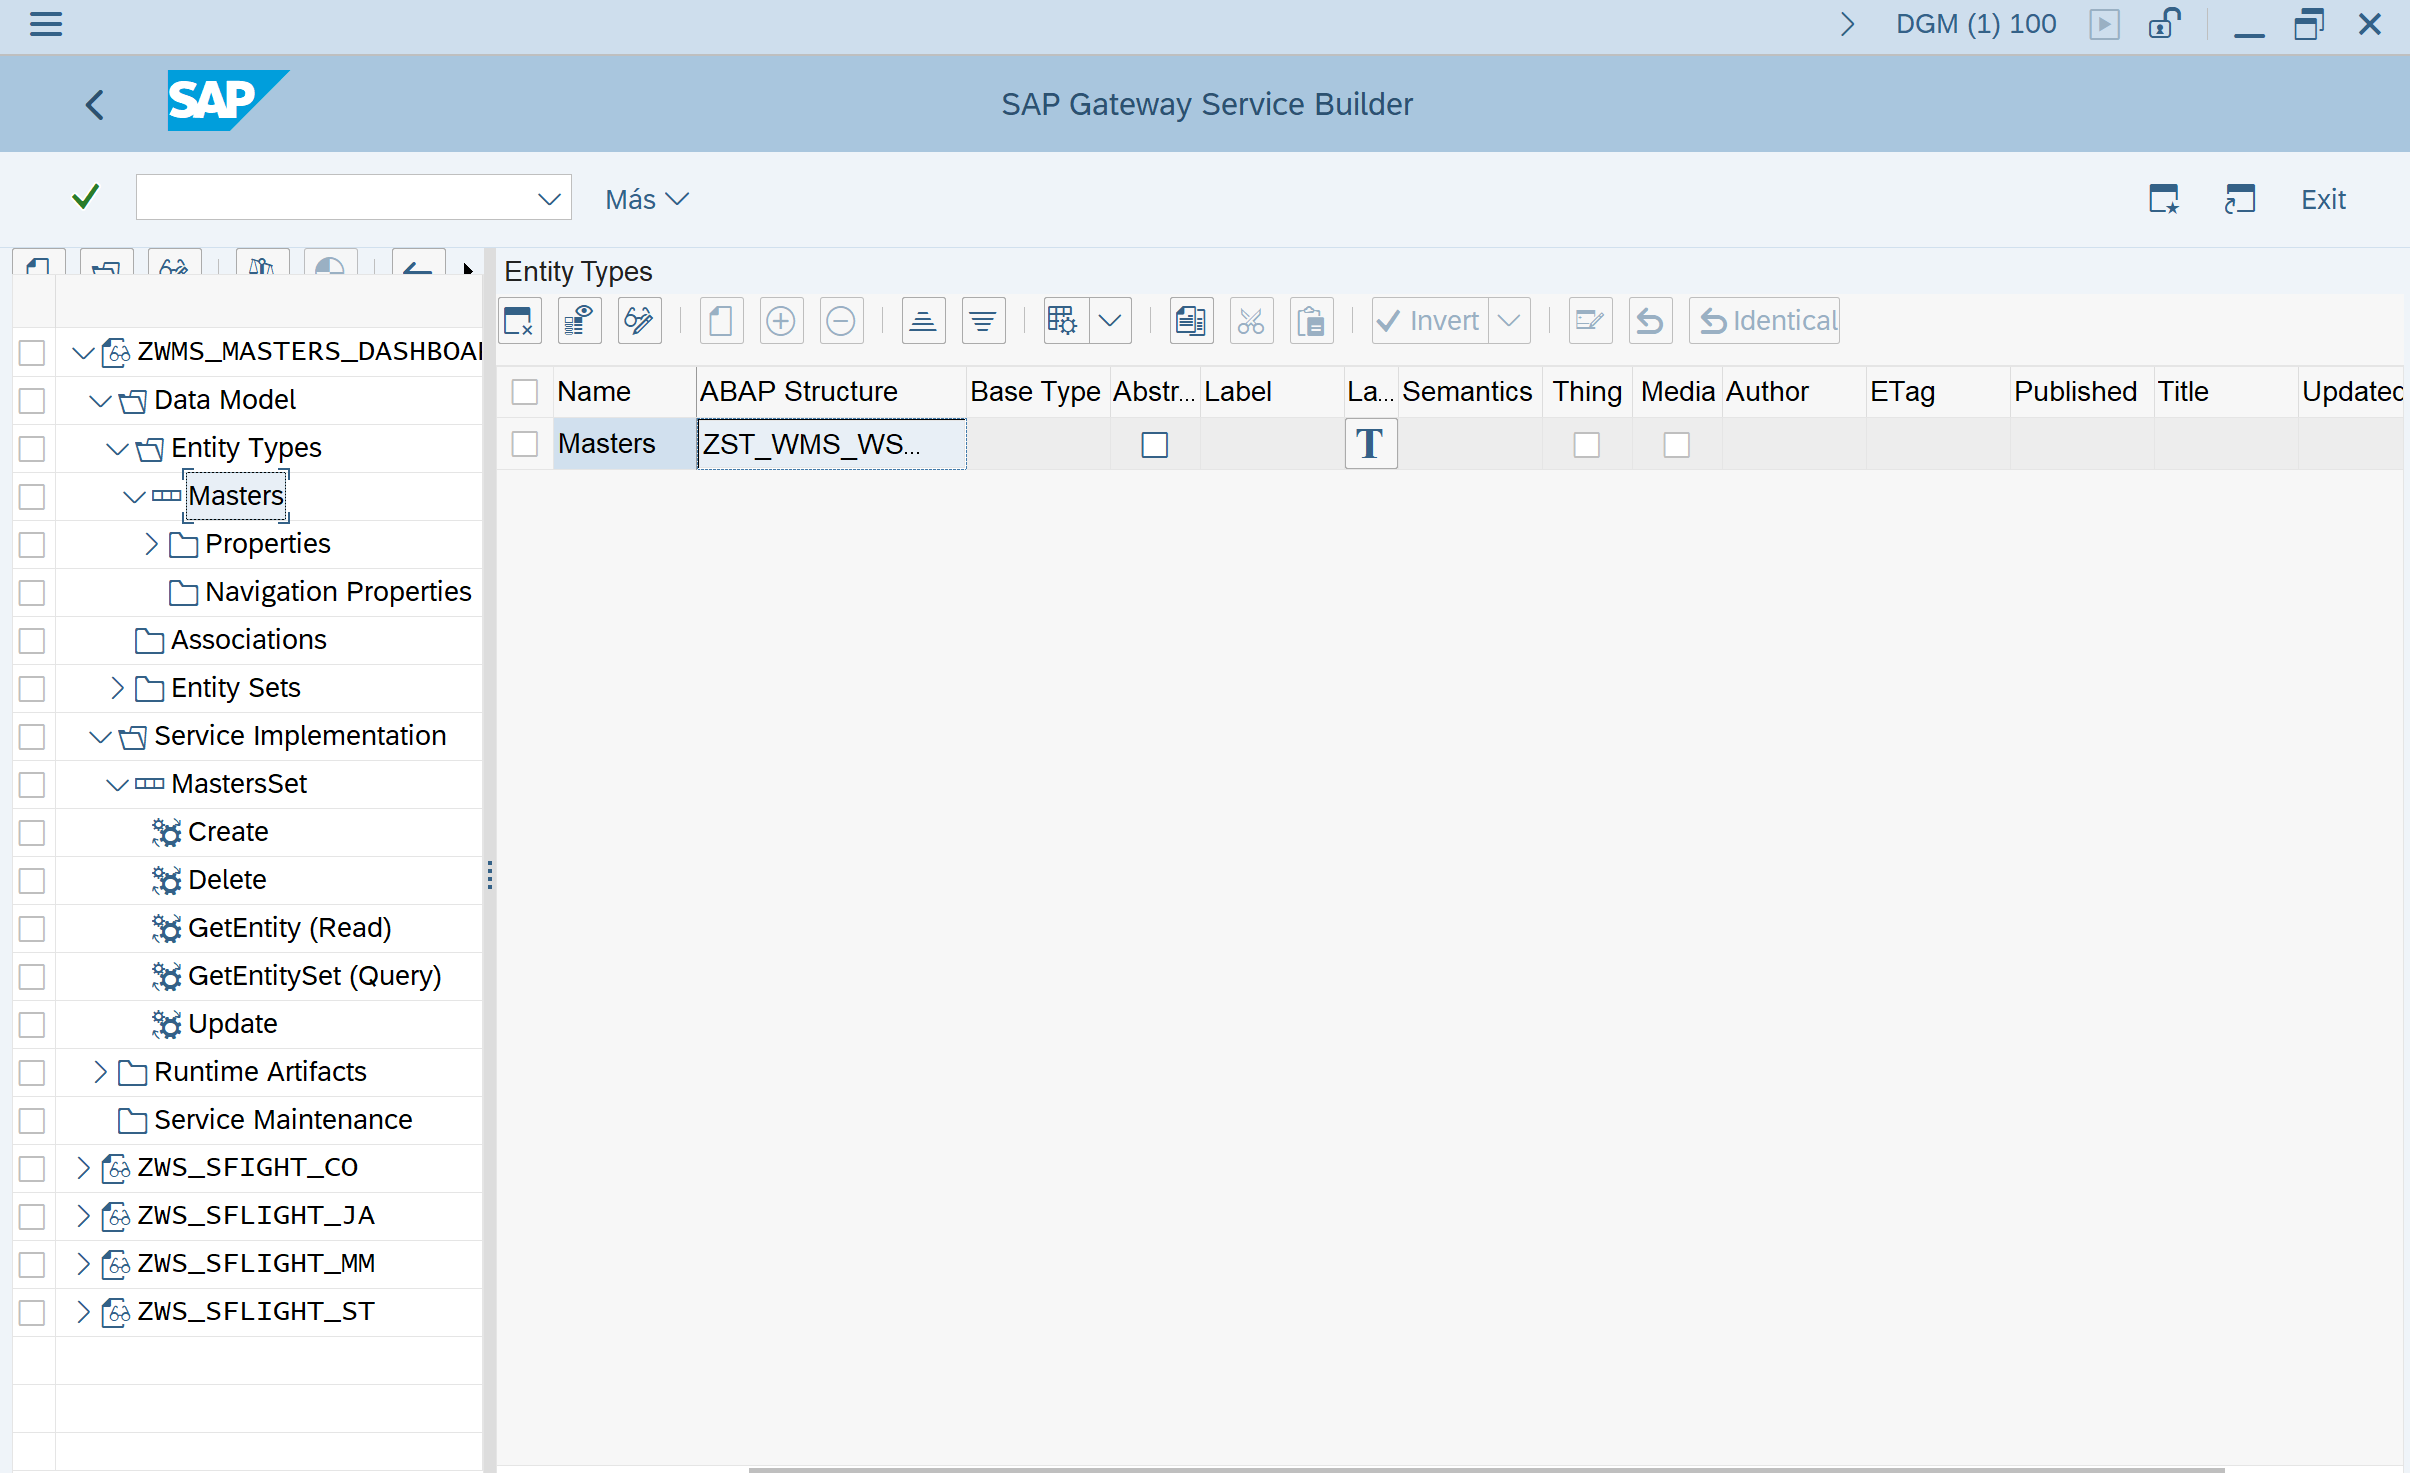 DGM (1) 100
SAP
SAP Gateway Service Builder
Más
Exit
Entity Types
Invert
Identical
Name ABAP Structure Base Type Abstr... Label La... Semantics Thing Media Author ETag Published Title Updated
Masters ZST_WMS_WS... T
ZWMS_MASTERS_DASHBOA
Data Model
Entity Types
Masters
Properties
Navigation Properties
Associations
Entity Sets
Service Implementation
MastersSet
Create
Delete
GetEntity (Read)
GetEntitySet (Query)
Update
Runtime Artifacts
Service Maintenance
ZWS_SFIGHT_CO
ZWS_SFLIGHT_JA
ZWS_SFLIGHT_MM
ZWS_SFLIGHT_ST